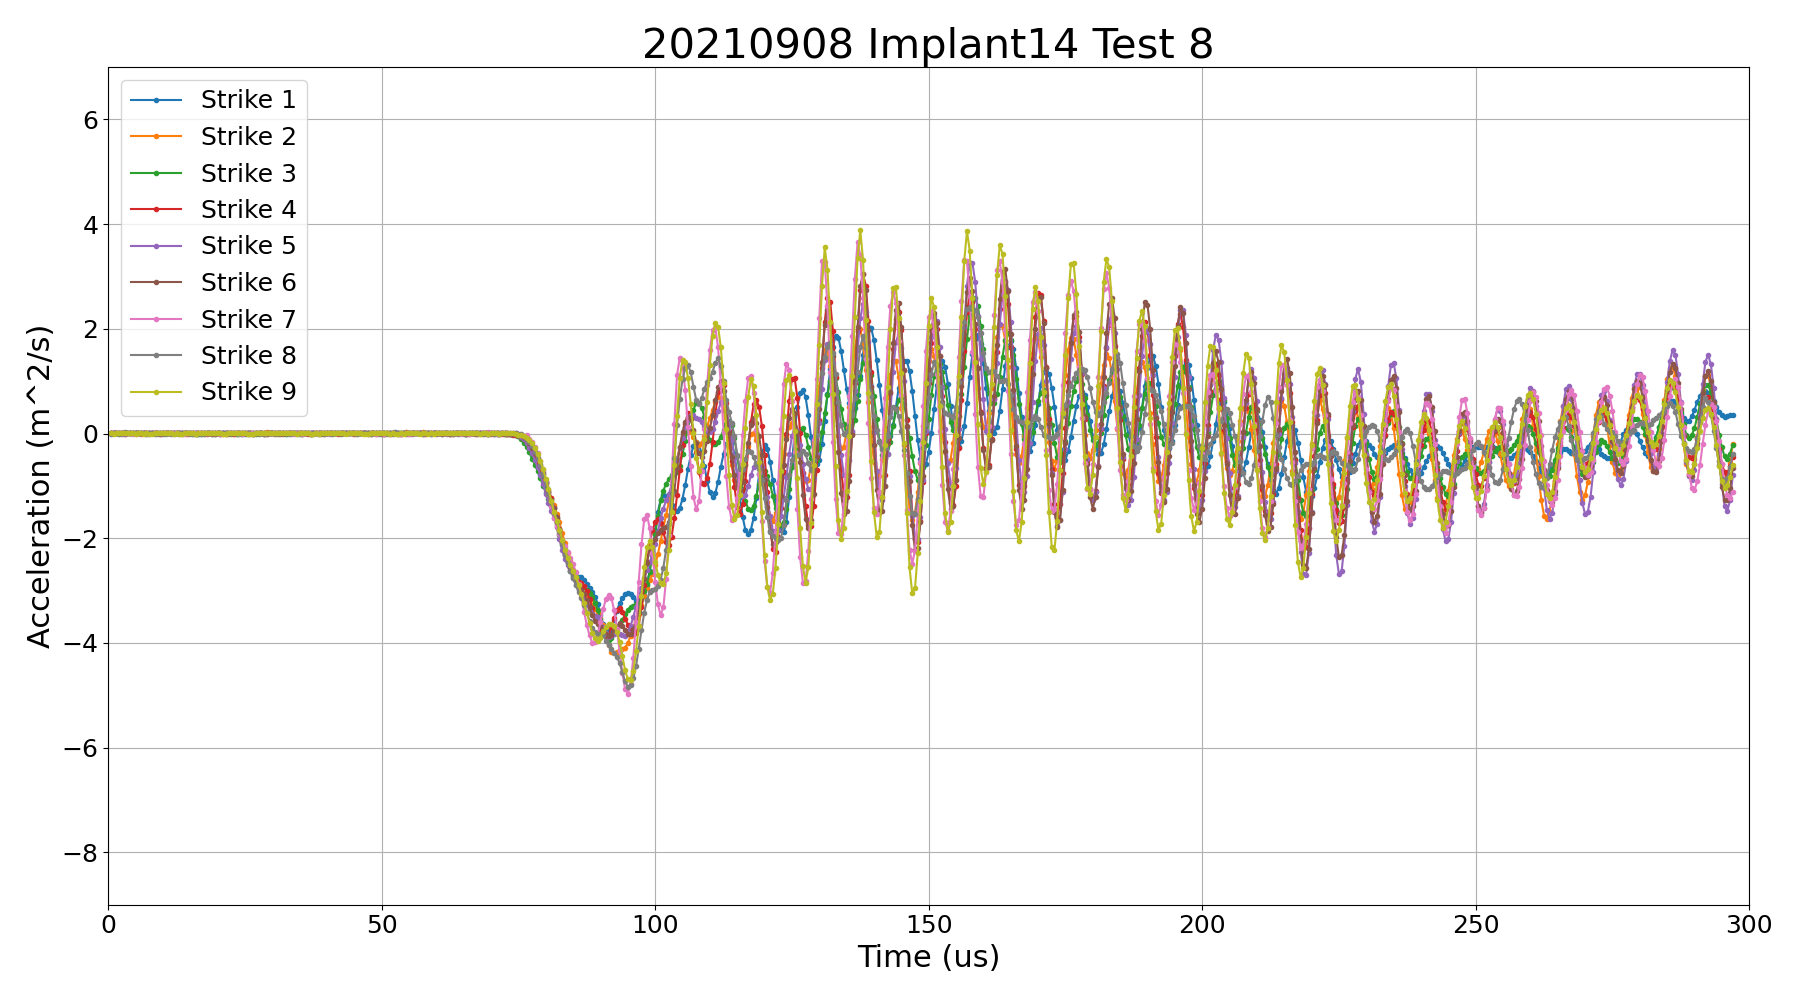 20210908 Implant14 Test 8
Strike 1
Strike 2
Strike 3
Strike 4
Strike 5
Strike 6
Strike 7
Strike 8
Strike 9
Acceleration (m^2/s)
6
4
2
0
−2
−4
−6
−8
0 50 100 150 200 250 300
Time (us)